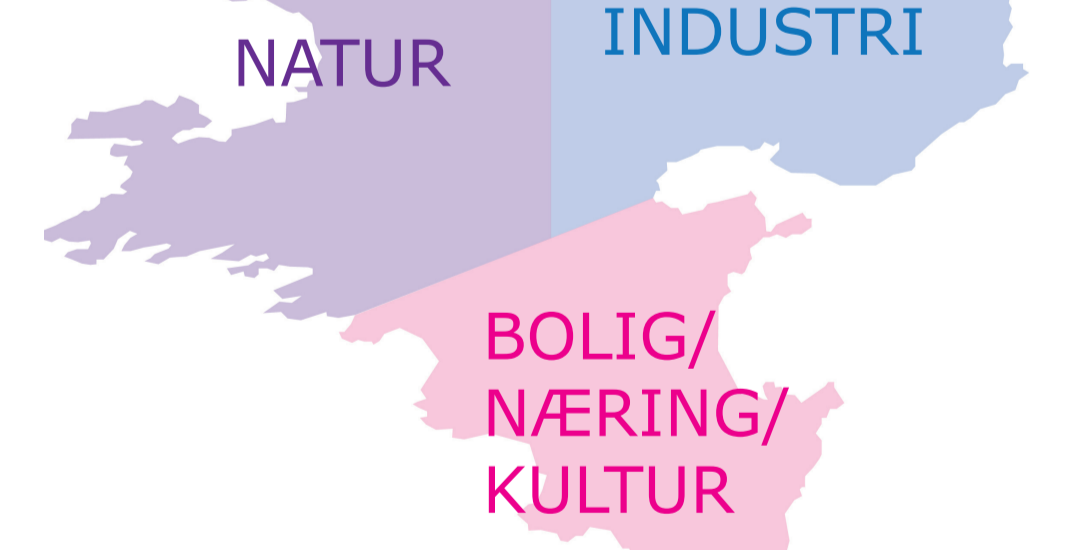 NATUR
INDUSTRI
BOLIG/
NÆRING/
KULTUR